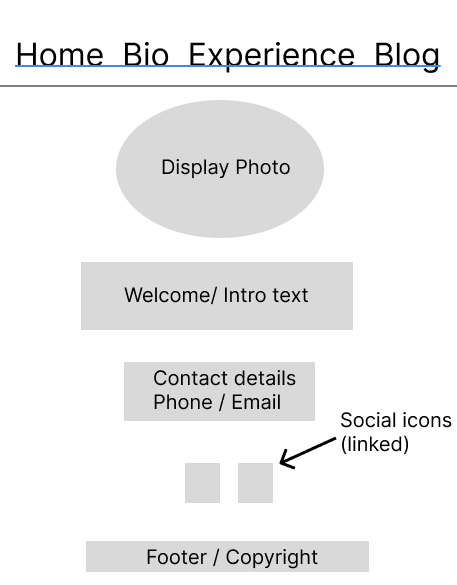 Home Bio Experience Blog
Display Photo
Welcome/ Intro text
Contact details
Phone / Email
Social icons
(linked)
Footer / Copyright